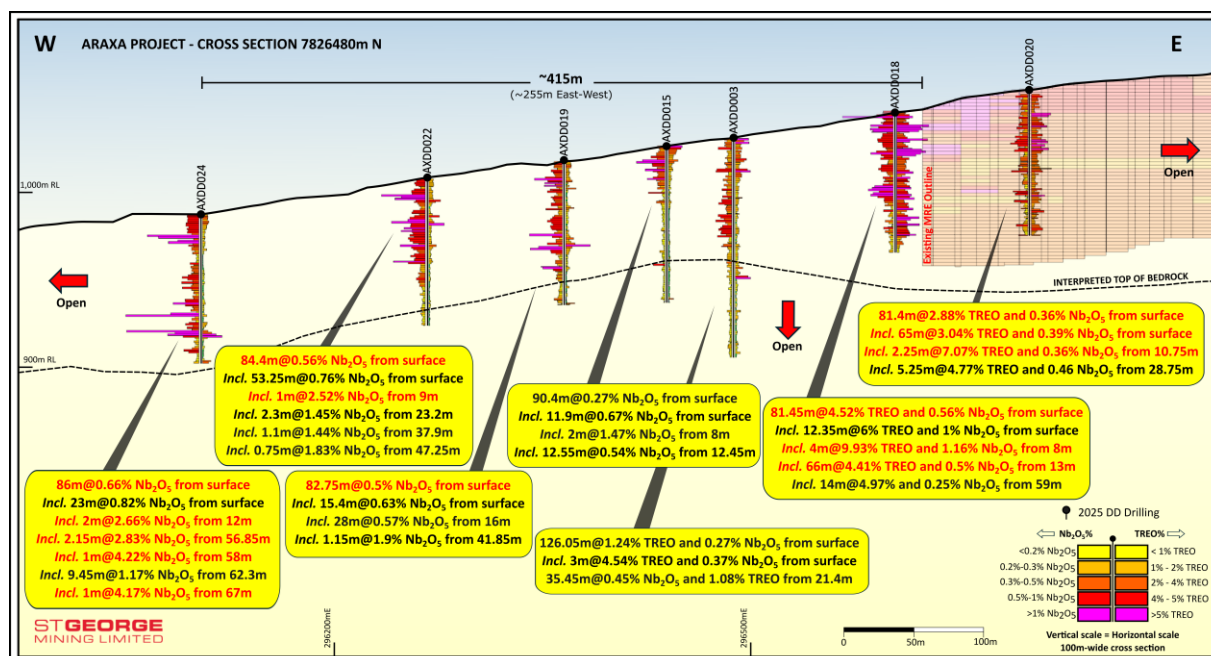 W
ARAXA PROJECT - CROSS SECTION 7826480m N
E
~415m
(~255m East-West)
AXDD024
AXDD022
AXDD019
AXDD015
AXDD003
AXDD0018
AXDD020
1,000m RL
900m RL
Open
Open
Open
Existing MRE Outline
INTERPRETED TOP OF BEDROCK
86m@0.66% Nb₂O₅ from surface
Incl. 23m@0.82% Nb₂O₅ from surface
Incl. 2m@2.66% Nb₂O₅ from 12m
Incl. 2.15m@2.83% Nb₂O₅ from 56.85m
Incl. 1m@4.22% Nb₂O₅ from 58m
Incl. 9.45m@1.17% Nb₂O₅ from 62.3m
Incl. 1m@4.17% Nb₂O₅ from 67m
84.4m@0.56% Nb₂O₅ from surface
Incl. 53.25m@0.76% Nb₂O₅ from surface
Incl. 1m@2.52% Nb₂O₅ from 9m
Incl. 2.3m@1.45% Nb₂O₅ from 23.2m
Incl. 1.1m@1.44% Nb₂O₅ from 37.9m
Incl. 0.75m@1.83% Nb₂O₅ from 47.25m
82.75m@0.5% Nb₂O₅ from surface
Incl. 15.4m@0.63% Nb₂O₅ from surface
Incl. 28m@0.57% Nb₂O₅ from 16m
Incl. 1.15m@1.9% Nb₂O₅ from 41.85m
90.4m@0.27% Nb₂O₅ from surface
Incl. 11.9m@0.67% Nb₂O₅ from surface
Incl. 2m@1.47% Nb₂O₅ from 8m
Incl. 12.55m@0.54% Nb₂O₅ from 12.45m
126.05m@1.24% TREO and 0.27% Nb₂O₅ from surface
Incl. 3m@4.54% TREO and 0.37% Nb₂O₅ from surface
35.45m@0.45% Nb₂O₅ and 1.08% TREO from 21.4m
81.45m@4.52% TREO and 0.56% Nb₂O₅ from surface
Incl. 12.35m@6% TREO and 1% Nb₂O₅ from surface
Incl. 4m@9.93% TREO and 1.16% Nb₂O₅ from 8m
Incl. 66m@4.41% TREO and 0.5% Nb₂O₅ from 13m
Incl. 14m@4.97% and 0.25% Nb₂O₅ from 59m
81.4m@2.88% TREO and 0.36% Nb₂O₅ from surface
Incl. 65m@3.04% TREO and 0.39% Nb₂O₅ from surface
Incl. 2.25m@7.07% TREO and 0.36% Nb₂O₅ from 10.75m
Incl. 5.25m@4.77% TREO and 0.46 Nb₂O₅ from 28.75m
2025 DD Drilling
Nb₂O₅% TREO%
<0.2% Nb₂O₅ < 1% TREO
0.2%-0.3% Nb₂O₅ 1% - 2% TREO
0.3%-0.5% Nb₂O₅ 2% - 4% TREO
0.5%-1% Nb₂O₅ 4% - 5% TREO
>1% Nb₂O₅ >5% TREO
Vertical scale = Horizontal scale
100m-wide cross section
0 50m 100m
296200mE
296500mE
STGEORGE
MINING LIMITED